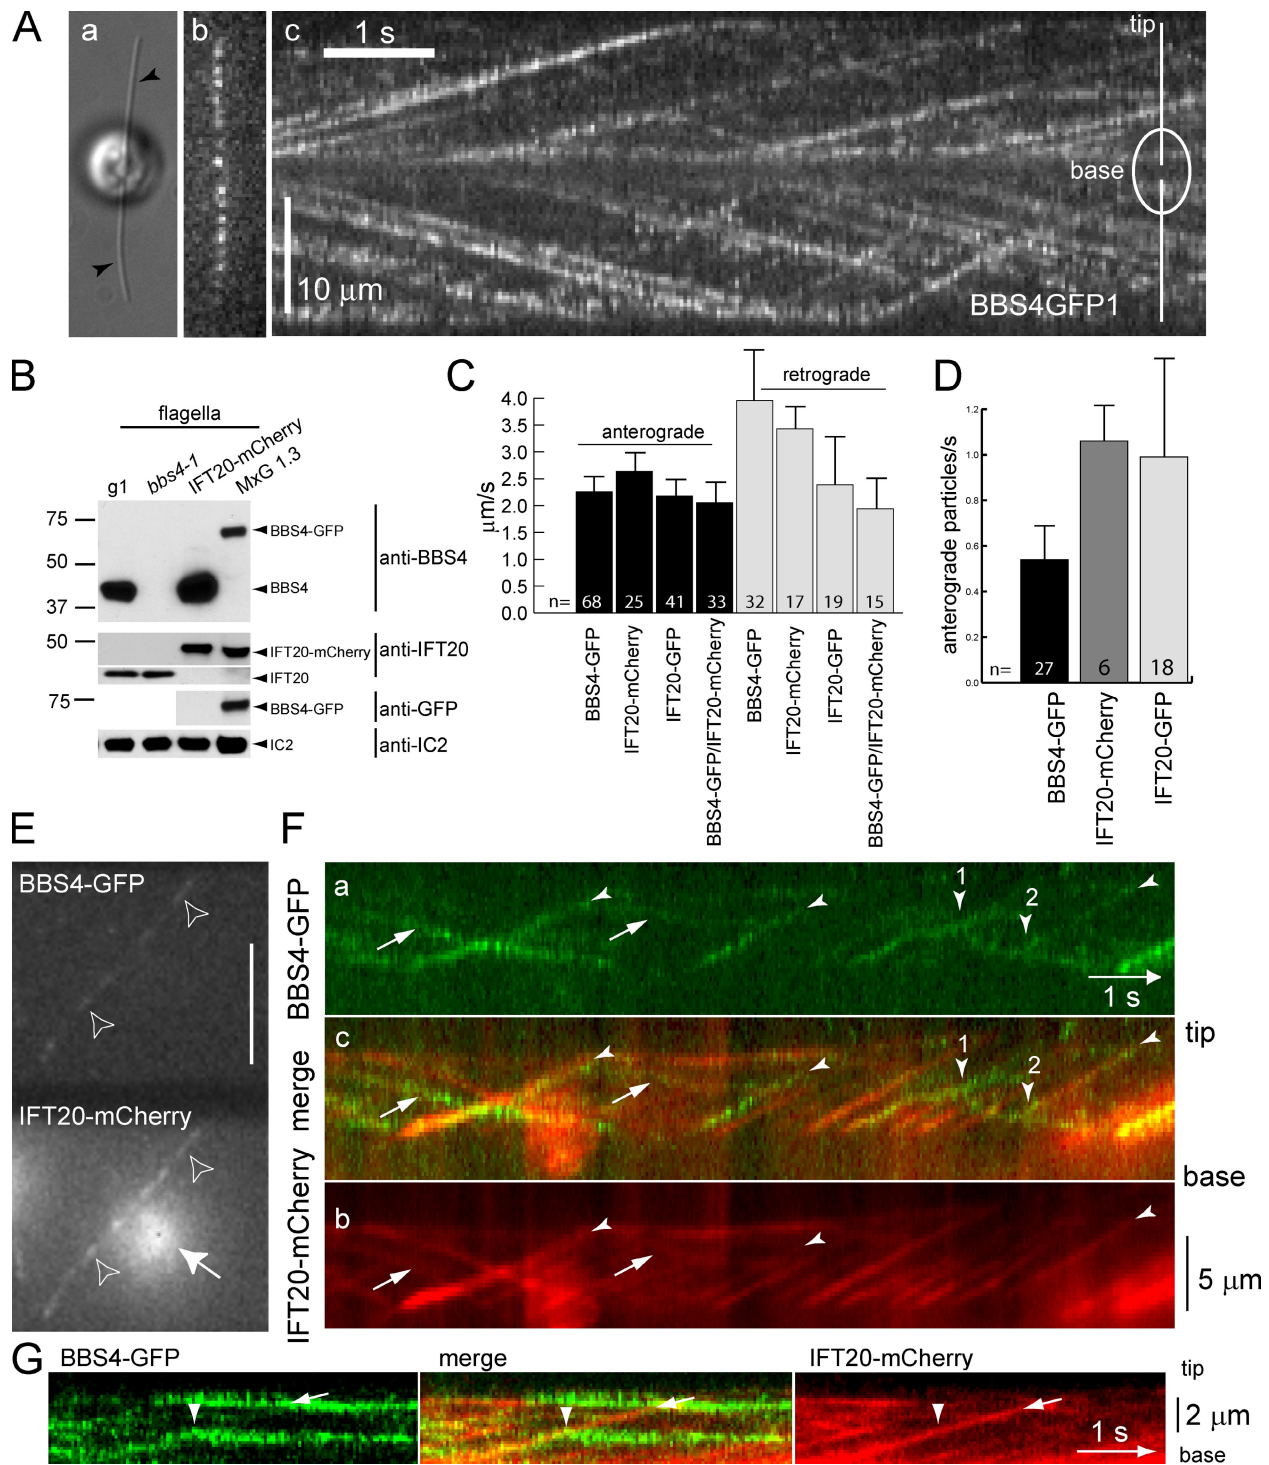 A
a
b
c
1 s
tip
base
10 μm
BBS4GFP1
B
flagella
g1
bbs4-1
IFT20-mCherry
MxG 1.3
75
50
37
BBS4-GFP
BBS4
anti-BBS4
50
IFT20-mCherry
IFT20
anti-IFT20
75
BBS4-GFP
anti-GFP
IC2
anti-IC2
C
μm/s
4.0
3.5
3.0
2.5
2.0
1.5
1.0
0.5
0.0
anterograde
retrograde
n= 68 25 41 33 32 17 19 15
BBS4-GFP
IFT20-mCherry
IFT20-GFP
BBS4-GFP/IFT20-mCherry
BBS4-GFP
IFT20-mCherry
IFT20-GFP
BBS4-GFP/IFT20-mCherry
D
anterograde particles/s
1.2
1.0
0.8
0.6
0.4
0.2
0.0
n= 27 6 18
BBS4-GFP
IFT20-mCherry
IFT20-GFP
E
BBS4-GFP
IFT20-mCherry
F
BBS4-GFP
a
1
2
1 s
merge
c
1
2
tip
base
IFT20-mCherry
b
5 μm
G
BBS4-GFP
merge
IFT20-mCherry
tip
2 μm
1 s
base